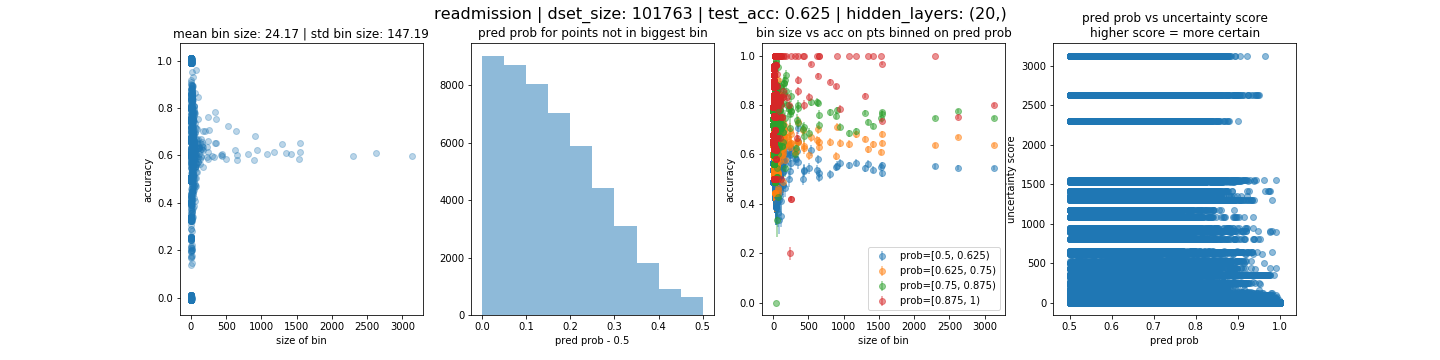 readmission | dset_size: 101763 | test_acc: 0.625 | hidden_layers: (20,)
mean bin size: 24.17 | std bin size: 147.19
accuracy
1.0
0.8
0.6
0.4
0.2
0.0
0 500 1000 1500 2000 2500 3000
size of bin
pred prob for points not in biggest bin
8000
6000
4000
2000
0
0.0 0.1 0.2 0.3 0.4 0.5
pred prob - 0.5
bin size vs acc on pts binned on pred prob
accuracy
1.0
0.8
0.6
0.4
0.2
0.0
prob=[0.5, 0.625)
prob=[0.625, 0.75)
prob=[0.75, 0.875)
prob=[0.875, 1)
0 500 1000 1500 2000 2500 3000
size of bin
pred prob vs uncertainty score
higher score = more certain
uncertainty score
3000
2500
2000
1500
1000
500
0
0.5 0.6 0.7 0.8 0.9 1.0
pred prob